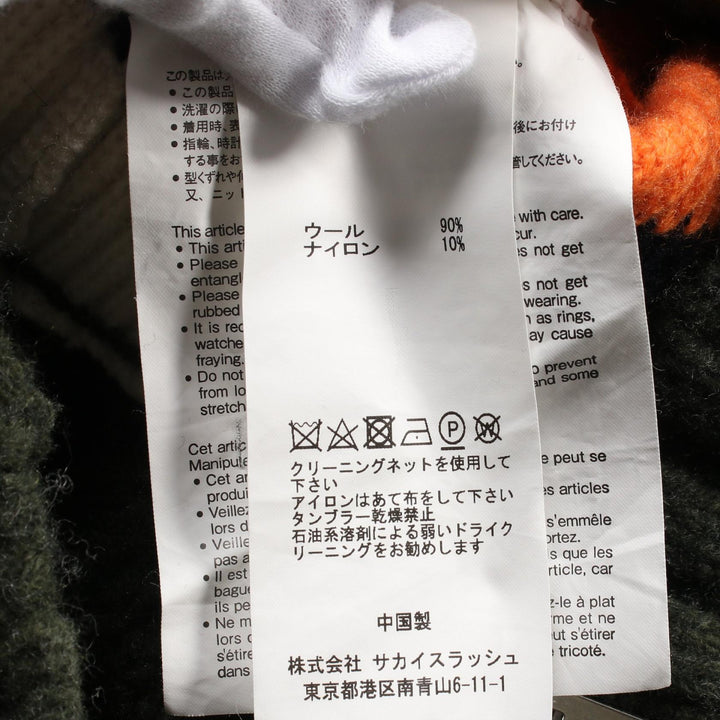 この製品は
• この製品
• 洗濯の際
• 着用時、
• 指輪、時計
する事をお
• 型くずれや
又、ニッ
後にお付け
管してください。
This article
• This arti
• Please
entangl
• Please
rubbed
• It is rec
watche
fraying.
• Do not
from lo
stretch
with care.
cur.
s not get
s not get
wearing.
as rings,
ay cause
o prevent
and some
Cet artic
Manipule
• Cet ar
produi
• Veillez
lors d
• Veille
pas a
• Il est
bague
ils pe
• Ne m
lors d
s'étire
dans
e peut se
es articles
s'emmêle
ortez.
s que les
rticle, car
z-le à plat
rme et ne
ut s'étirer
tricoté.
ウール 90%
ナイロン 10%
P W
クリーニングネットを使用して
下さい
アイロンはあて布をして下さい
タンブラー乾燥禁止
石油系溶剤による弱いドライク
リーニングをお勧めします
中国製
株式会社 サカイスラッシュ
東京都港区南青山6-11-1